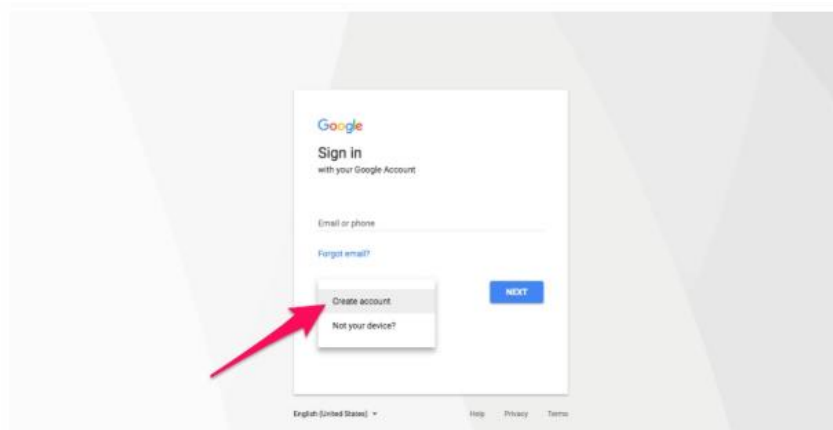 Google
Sign in
with your Google Account
Email or phone
Forgot email?
NEXT
Create account
Not your device?
English (United States)
Help Privacy Terms